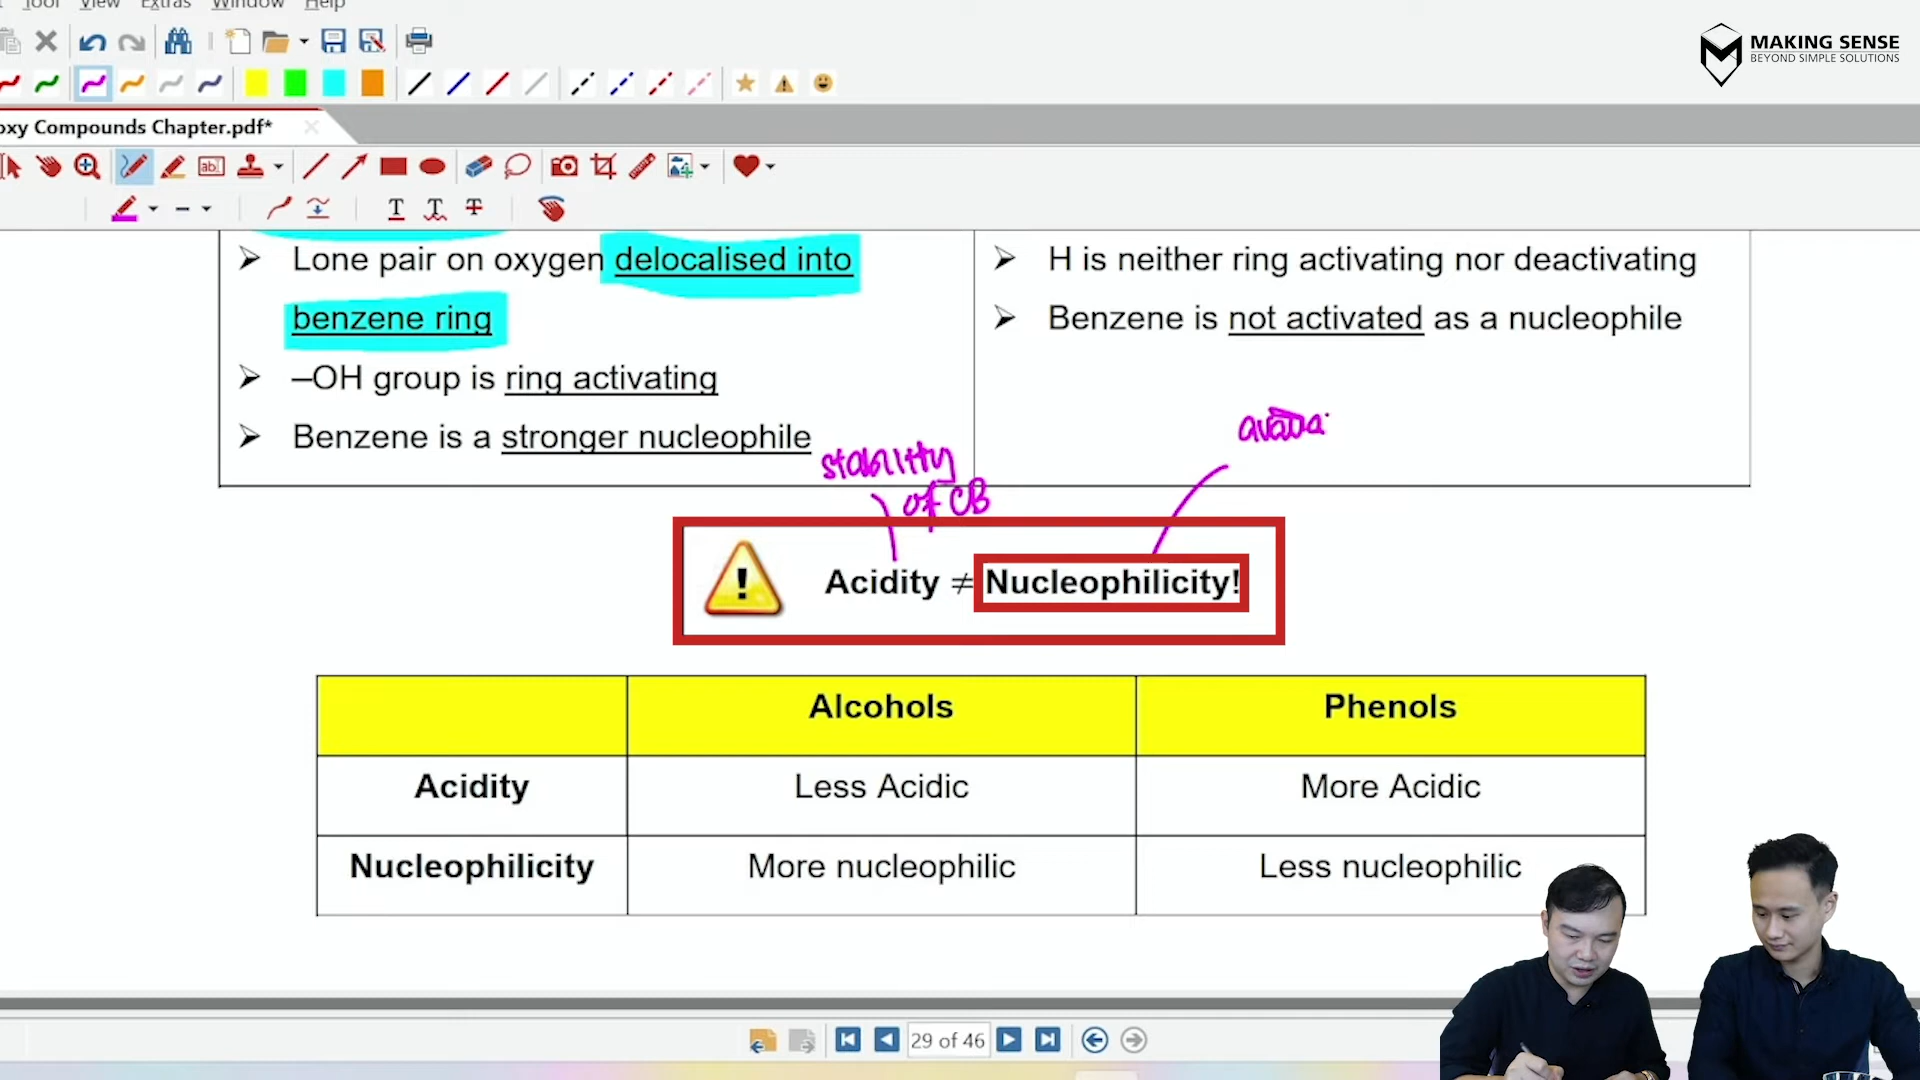 Tool View Extras Window Help
MAKING SENSE
BEYOND SIMPLE SOLUTIONS
oxy Compounds Chapter.pdf*
ab
T T T
➢ Lone pair on oxygen delocalised into
benzene ring
➢ –OH group is ring activating
➢ Benzene is a stronger nucleophile
➢ H is neither ring activating nor deactivating
➢ Benzene is not activated as a nucleophile
stability
of CB
Acidity ≠ Nucleophilicity!
Alcohols Phenols
Acidity Less Acidic More Acidic
Nucleophilicity More nucleophilic Less nucleophilic
29 of 46